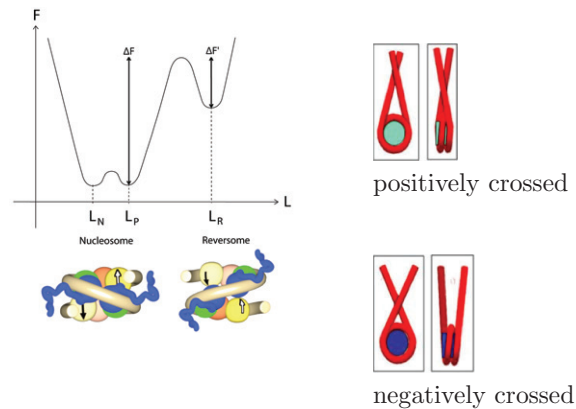 F
ΔF
ΔF'
L_N L_P L_R L
Nucleosome Reversome
positively crossed
negatively crossed